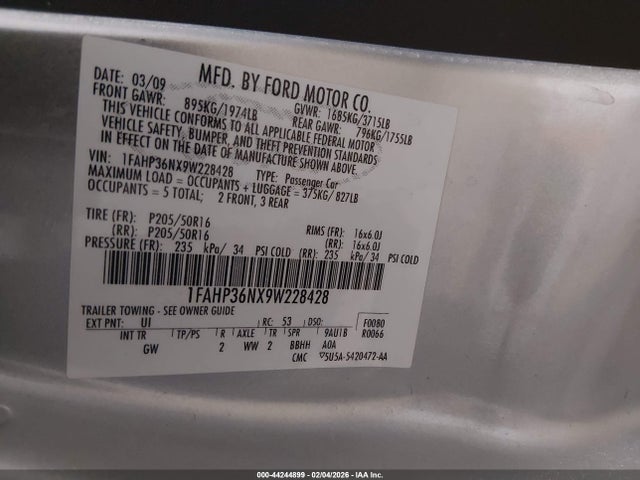 MFD. BY FORD MOTOR CO.
DATE: 03/09
GVWR: 1685KG/3715LB
FRONT GAWR: 895KG/1974LB REAR GAWR: 796KG/1755LB
THIS VEHICLE CONFORMS TO ALL APPLICABLE FEDERAL MOTOR
VEHICLE SAFETY, BUMPER, AND THEFT PREVENTION STANDARDS
IN EFFECT ON THE DATE OF MANUFACTURE SHOWN ABOVE.
VIN: 1FAHP36NX9W228428 TYPE: Passenger Car
MAXIMUM LOAD = OCCUPANTS + LUGGAGE = 375KG/ 827LB
OCCUPANTS = 5 TOTAL; 2 FRONT, 3 REAR
TIRE (FR): P205/50R16 RIMS (FR): 16x6.0J
(RR): P205/50R16 (RR): 16x6.0J
PRESSURE (FR): 235 kPa/ 34 PSI COLD (RR): 235 kPa/ 34 PSI COLD
1FAHP36NX9W228428
TRAILER TOWING - SEE OWNER GUIDE
EXT PNT: UI RC: 53 DSO: F0080
INT TR TP/PS R AXLE TR SPR 9AU1B R0066
GW 2 WW 2 BBHH A0A
CMC 5U5A-5420472-AA
000-44244899 - 02/04/2026 - IAA Inc.